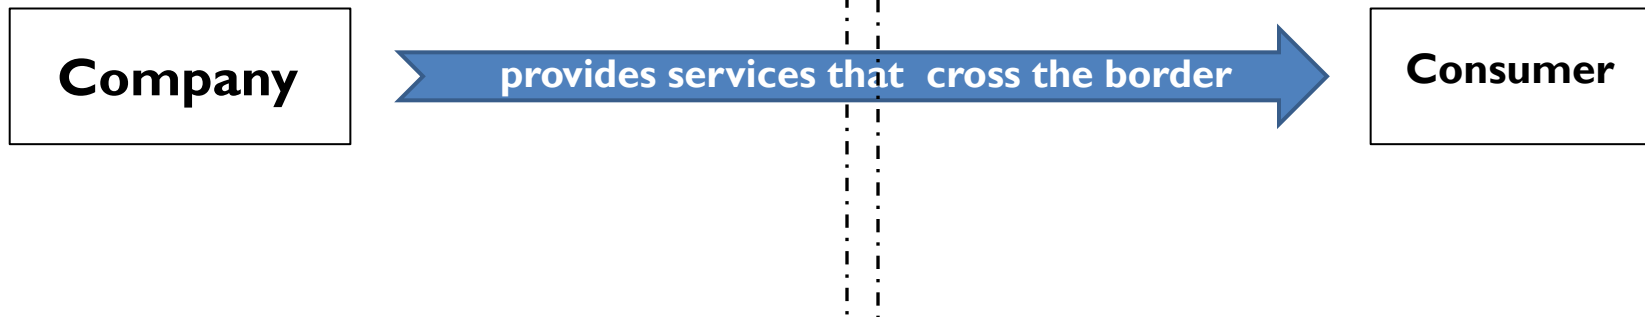 Company
provides services that cross the border
Consumer